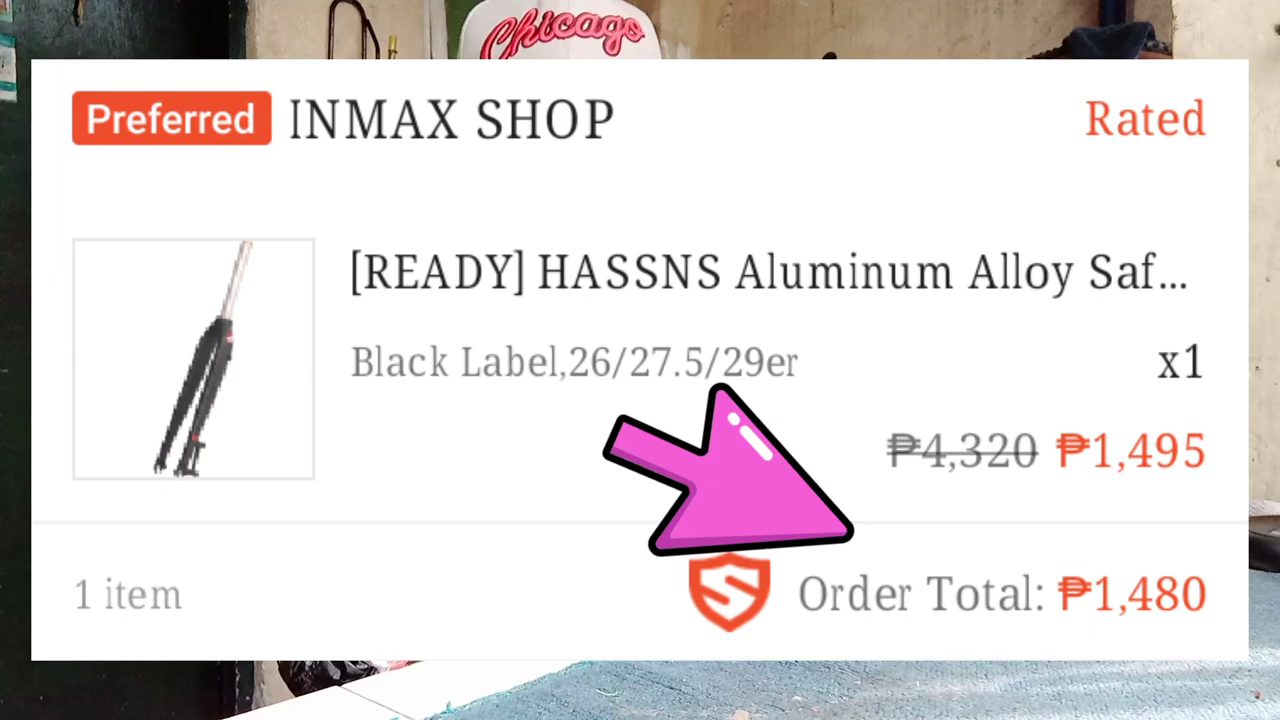 Chicago
Preferred INMAX SHOP Rated
[READY] HASSNS Aluminum Alloy Saf...
Black Label,26/27.5/29er x1
₱4,320 ₱1,495
1 item Order Total: ₱1,480